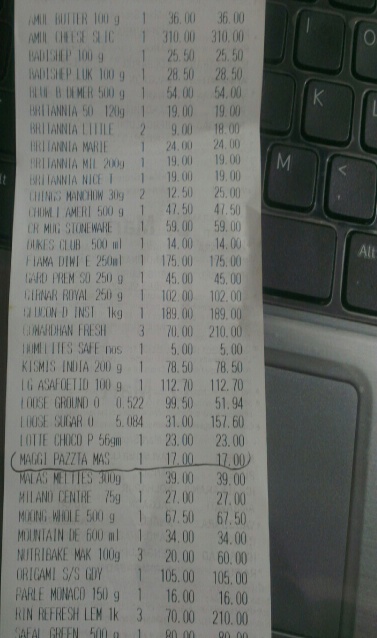 AMUL BUTTER 100 g 1 36.00 36.00
AMUL CHEESE SLIC 1 310.00 310.00
BADISHEP 100 g 1 25.50 25.50
BADISHEP LUK 100 g 1 28.50 28.50
BLUE B DEMER 500 g 1 54.00 54.00
BRITANNIA 50 120g 1 19.00 19.00
BRITANNIA LITTLE 2 9.00 18.00
BRITANNIA MARIE 1 24.00 24.00
BRITANNIA MIL 200g 1 19.00 19.00
BRITANNIA NICE 1 19.00 19.00
CHINGS MANCHOW 30g 2 12.50 25.00
CHOWLI AMERI 500 g 1 47.50 47.50
CR MUG STONEWARE 1 59.00 59.00
DUKES CLUB 500 ml 1 14.00 14.00
FIAMA DIWI E 250ml 1 175.00 175.00
GARD PREM SO 250 g 1 45.00 45.00
GIRNAR ROYAL 250 g 1 102.00 102.00
GLUCON-D INST 1kg 1 189.00 189.00
GOWARDHAN FRESH 3 70.00 210.00
HOMELITES SAFE nos 1 5.00 5.00
KISMIS INDIA 200 g 1 78.50 78.50
LG ASAFOETID 100 g 1 112.70 112.70
LOOSE GROUND O 0.522 99.50 51.94
LOOSE SUGAR O 5.084 31.00 157.60
LOTTE CHOCO P 56gm 1 23.00 23.00
MAGGI PAZZTA MAS 1 17.00 17.00
MALAS MELTIES 300g 1 39.00 39.00
MILANO CENTRE 75g 1 27.00 27.00
MOONG WHOLE 500 g 1 67.50 67.50
MOUNTAIN DE 600 ml 1 34.00 34.00
NUTRIBAKE MAK 100g 3 20.00 60.00
ORIGAMI S/S GDY 1 105.00 105.00
PARLE MONACO 150 g 1 16.00 16.00
RIN REFRESH LEM 1k 3 70.00 210.00
SAFAL GREEN 500 g 1 80.00 80.00
I
O
K
L
M
<
,
Alt